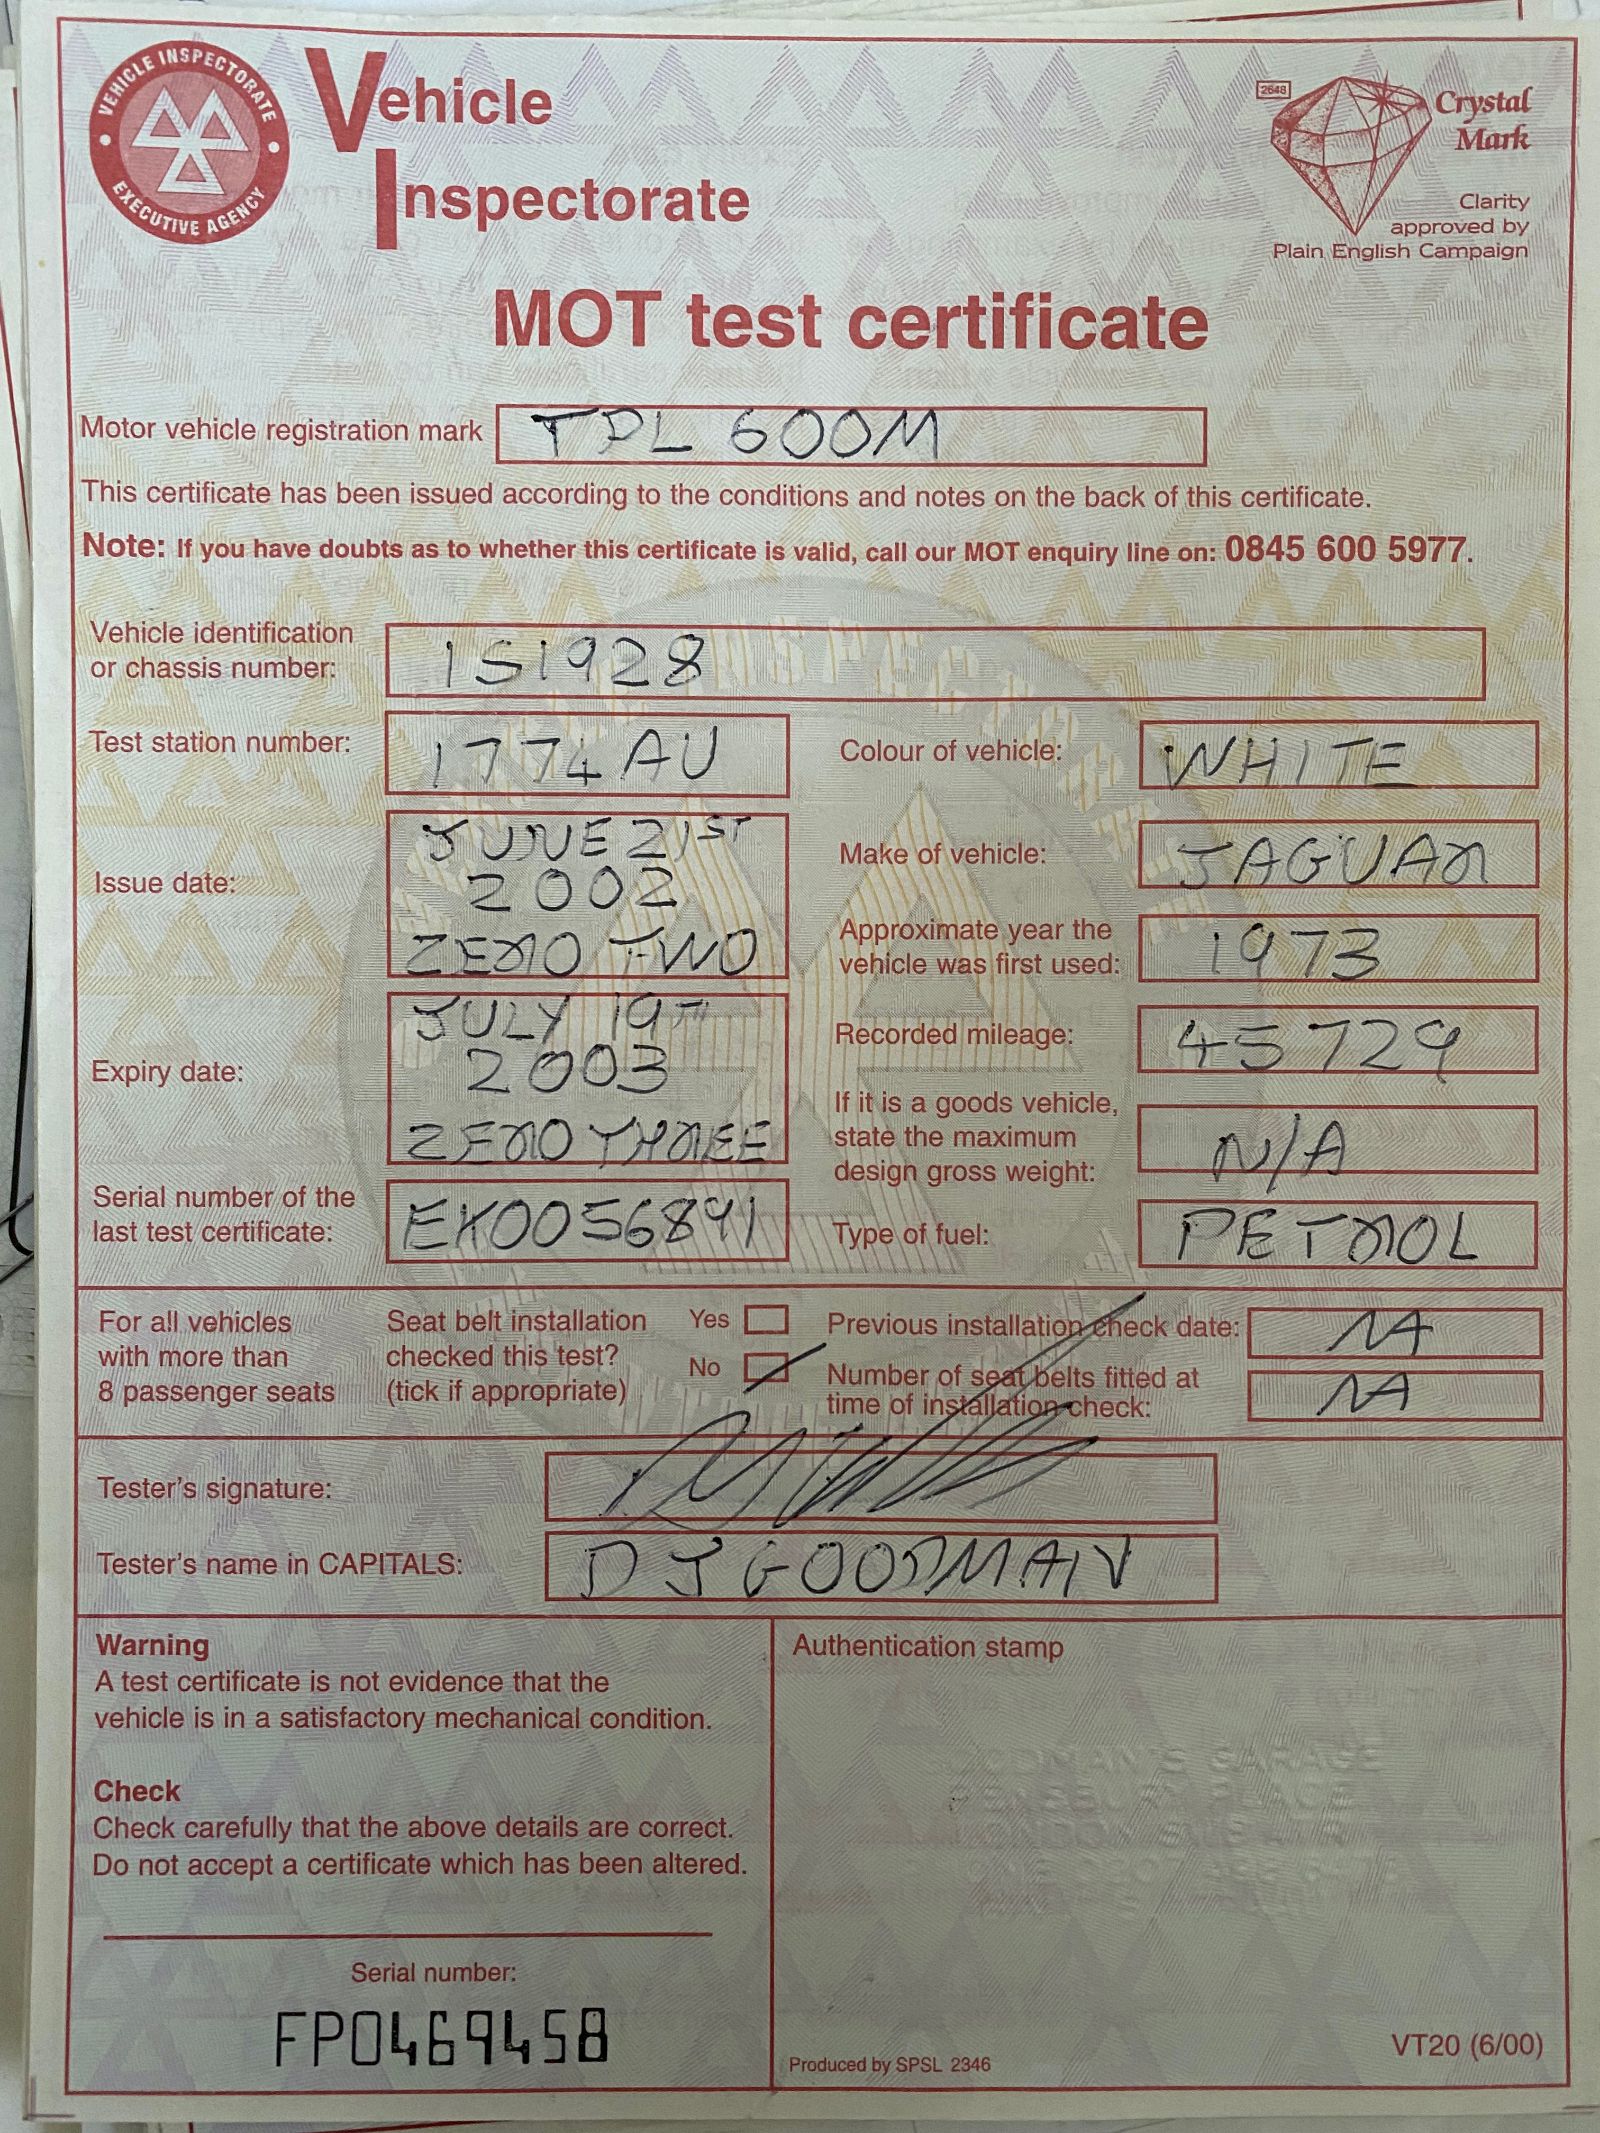 VEHICLE INSPECTORATE
EXECUTIVE AGENCY
Vehicle
Inspectorate
2648
Crystal
Mark
Clarity
approved by
Plain English Campaign
MOT test certificate
Motor vehicle registration mark TDL 600M
This certificate has been issued according to the conditions and notes on the back of this certificate.
Note: If you have doubts as to whether this certificate is valid, call our MOT enquiry line on: 0845 600 5977.
Vehicle identification
or chassis number: 1S1928
Test station number: 1774AU
Colour of vehicle: WHITE
Issue date: JUNE 21ST
2002
ZERO TWO
Make of vehicle: JAGUAR
Approximate year the
vehicle was first used: 1973
Expiry date: JULY 19TH
2003
ZERO THREE
Recorded mileage: 45729
If it is a goods vehicle,
state the maximum
design gross weight: N/A
Serial number of the
last test certificate: EK0056891
Type of fuel: PETROL
For all vehicles
with more than
8 passenger seats
Seat belt installation
checked this test?
(tick if appropriate)
Yes
No
Previous installation check date: NA
Number of seat belts fitted at
time of installation check: NA
Tester's signature:
Tester's name in CAPITALS: D J GOODMAN
Warning
A test certificate is not evidence that the
vehicle is in a satisfactory mechanical condition.
Check
Check carefully that the above details are correct.
Do not accept a certificate which has been altered.
Serial number:
FP0469458
Authentication stamp
GARAGE
PLACE
Produced by SPSL 2346
VT20 (6/00)